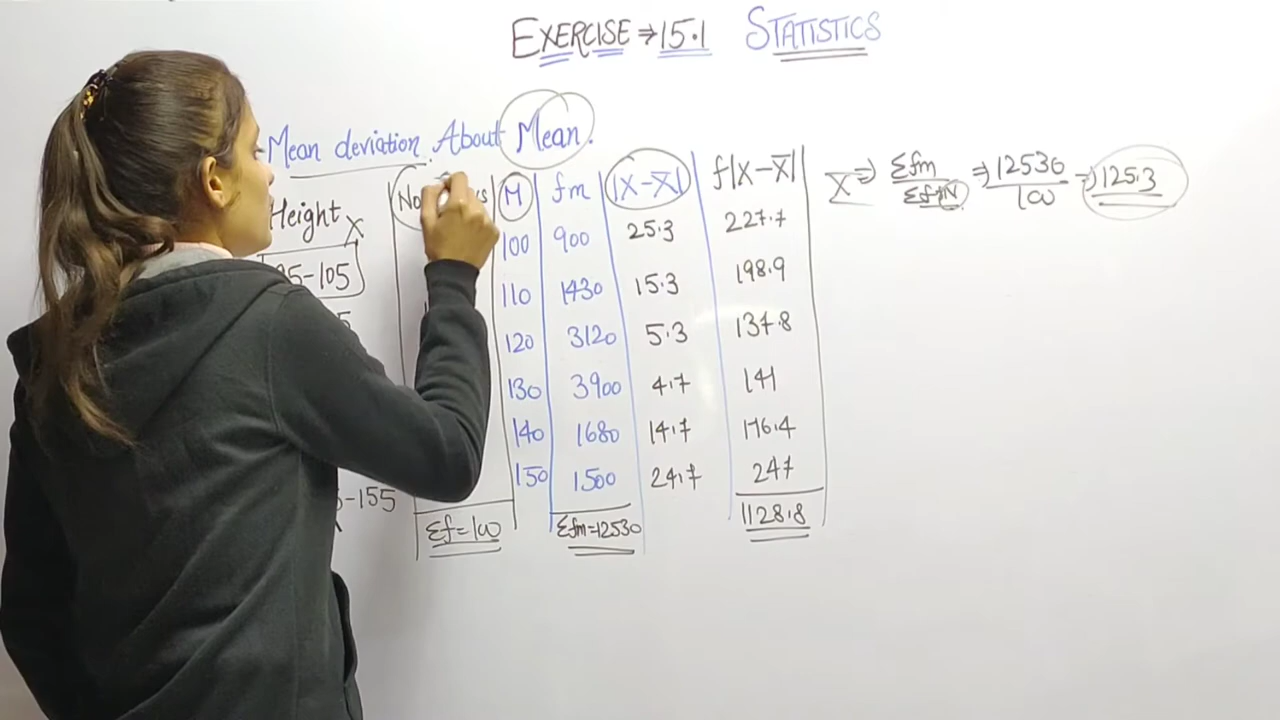 EXERCISE ⇒ 15.1 STATISTICS
Mean deviation. About Mean.
Height x No M fm |X-X̅| f|X-X̅|
X̅ ⇒ Σfm / Σf⇒N ⇒ 12530 / 100 ⇒ 125.3
95-105 100 900 25.3 227.7
5 110 1430 15.3 198.9
120 3120 5.3 137.8
130 3900 4.7 141
140 1680 14.7 176.4
-155 150 1500 24.7 247
Σf=100 Σfm=12530 1128.8